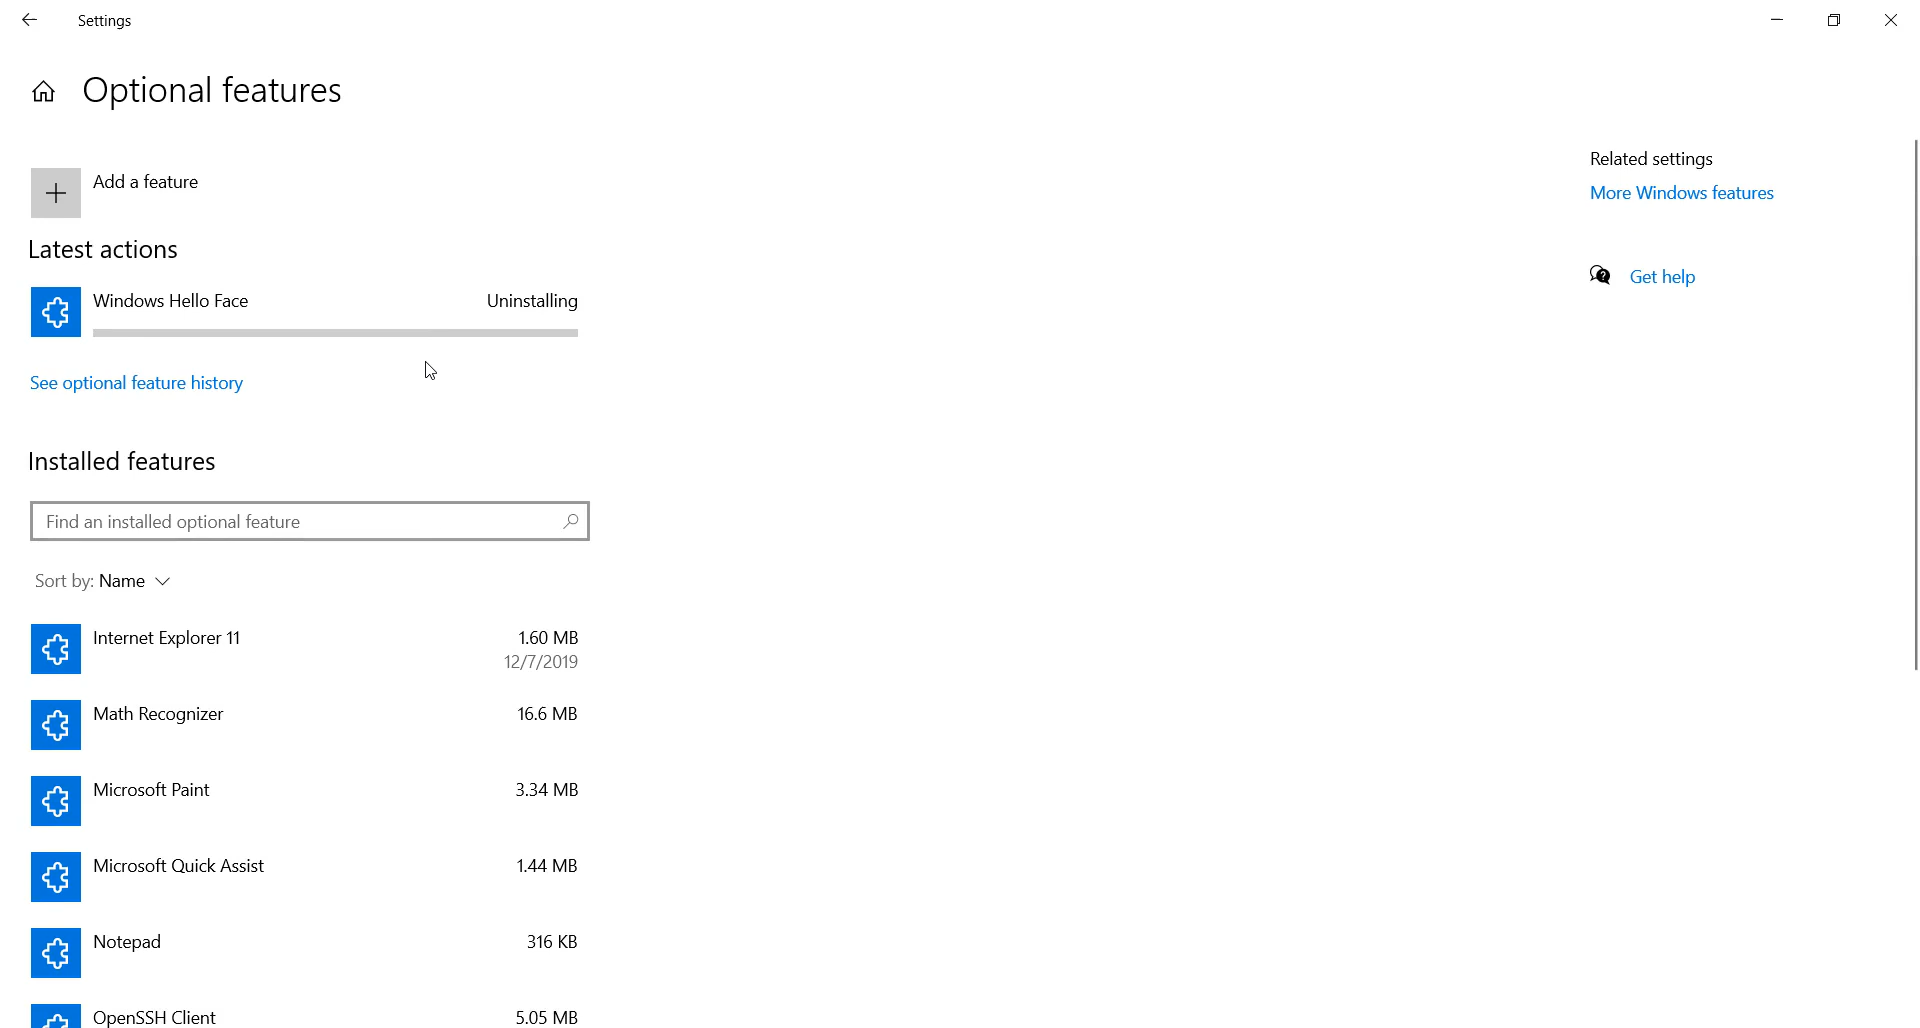 Settings
Optional features
Add a feature
Latest actions
Windows Hello Face Uninstalling
See optional feature history
Installed features
Find an installed optional feature
Sort by: Name
Internet Explorer 11 1.60 MB
12/7/2019
Math Recognizer 16.6 MB
Microsoft Paint 3.34 MB
Microsoft Quick Assist 1.44 MB
Notepad 316 KB
OpenSSH Client 5.05 MB
Related settings
More Windows features
Get help